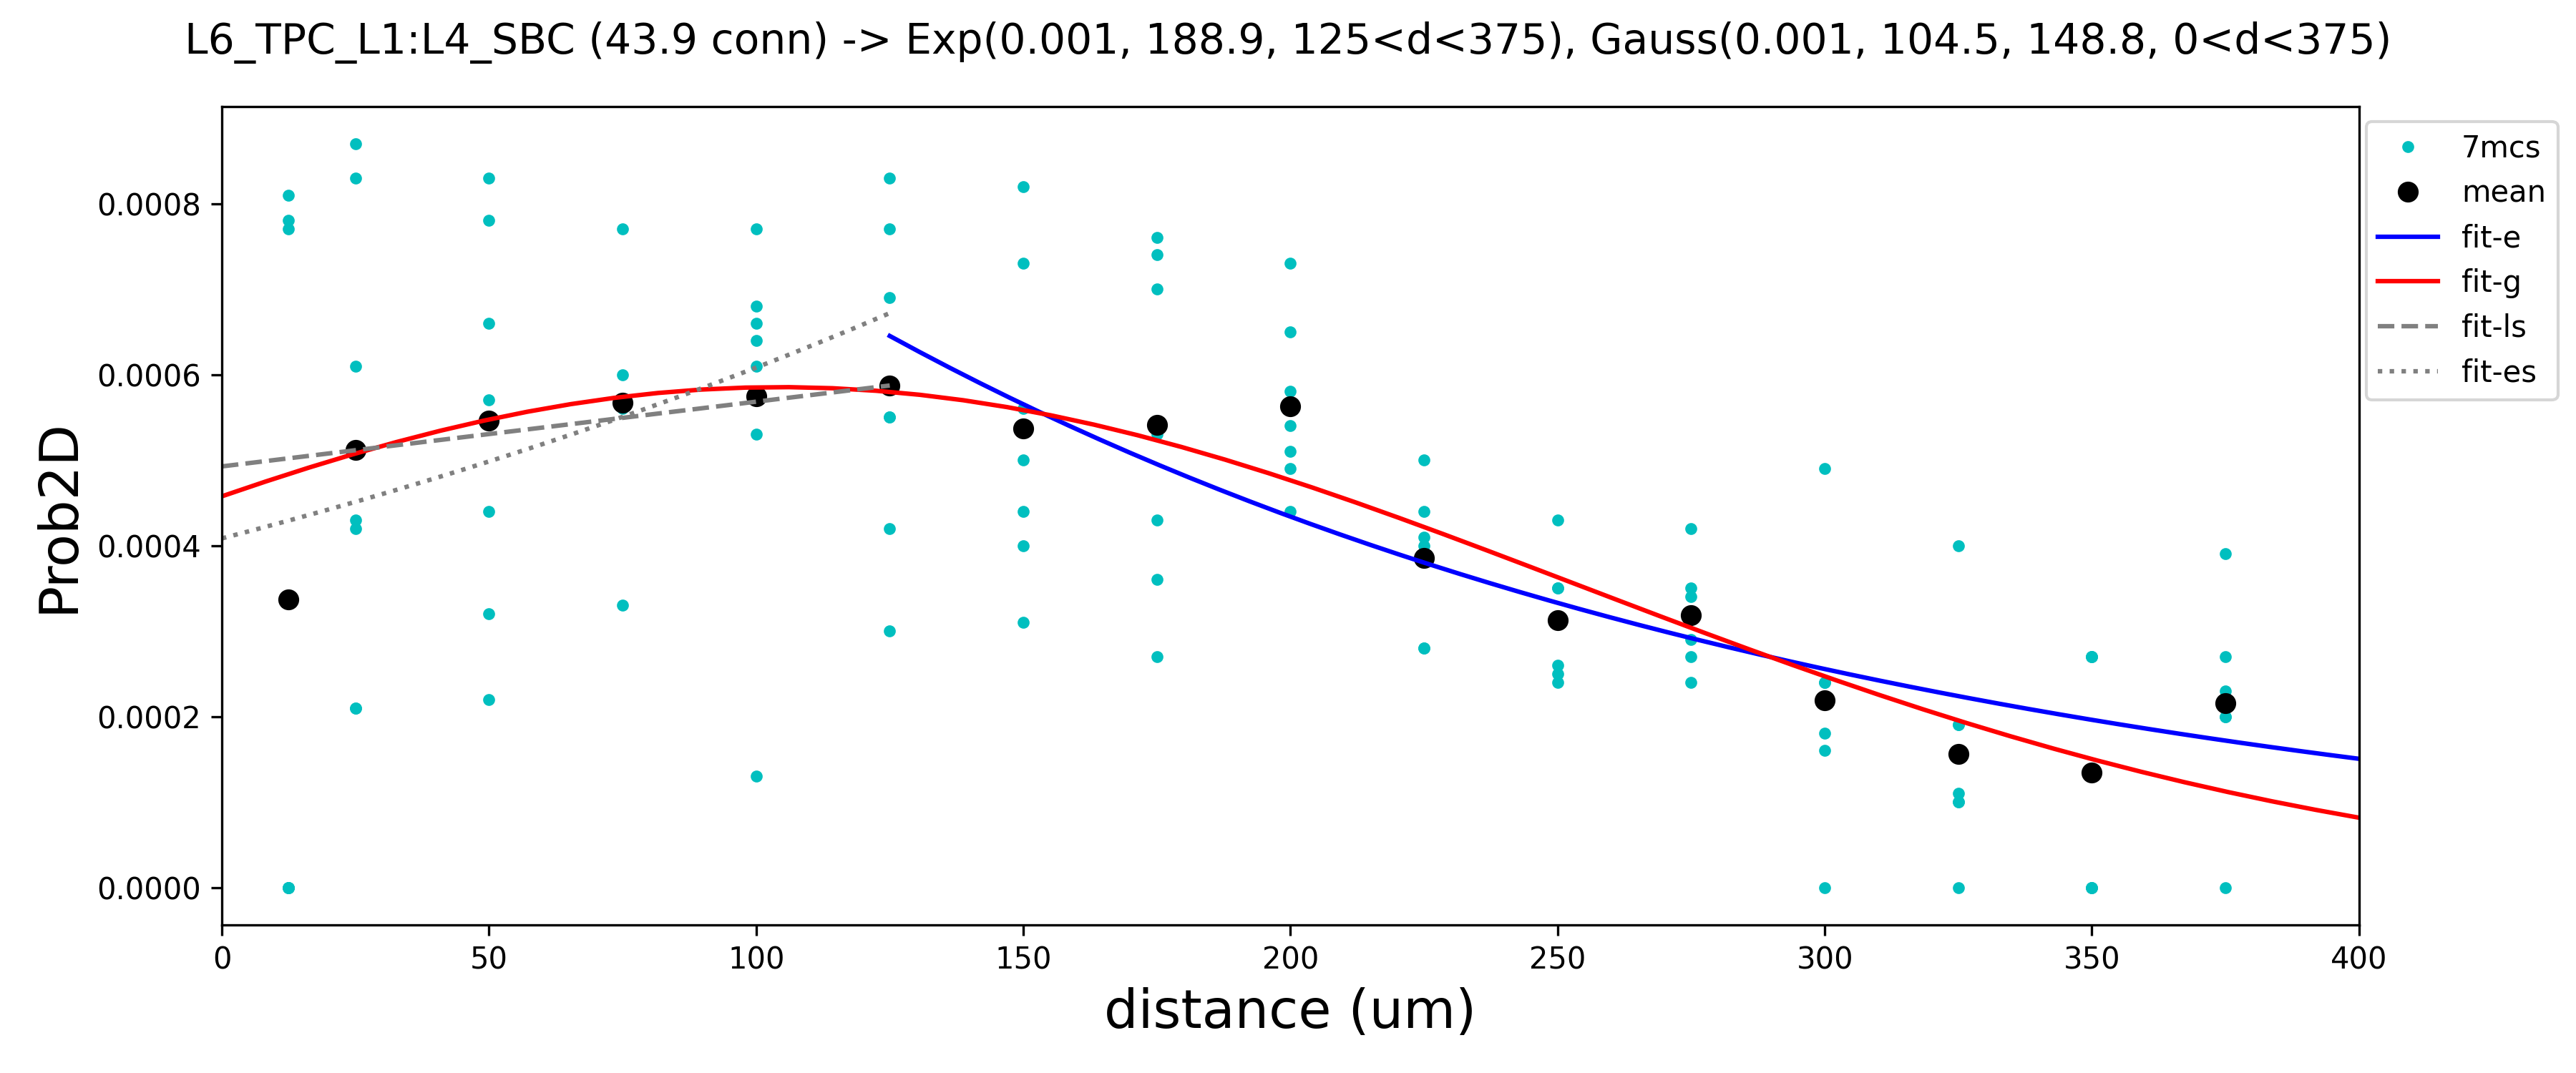 L6_TPC_L1:L4_SBC (43.9 conn) -> Exp(0.001, 188.9, 125<d<375), Gauss(0.001, 104.5, 148.8, 0<d<375)
7mcs
mean
fit-e
fit-g
fit-ls
fit-es
Prob2D
0.0008
0.0006
0.0004
0.0002
0.0000
0 50 100 150 200 250 300 350 400
distance (um)